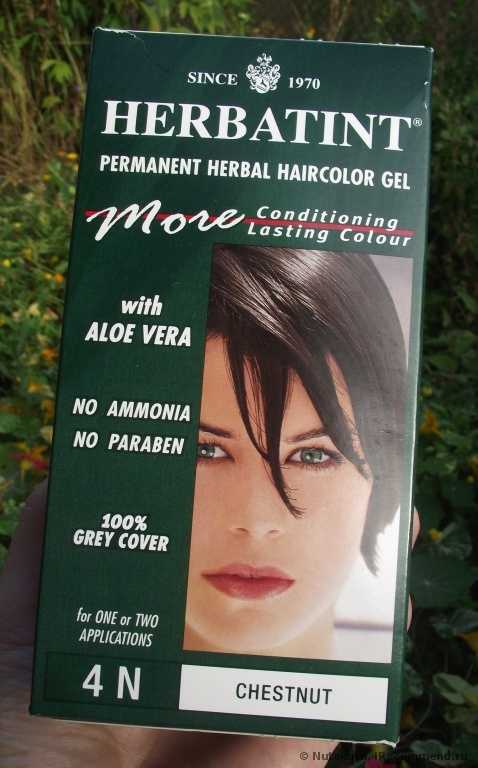 SINCE 1970
HERBATINT®
PERMANENT HERBAL HAIRCOLOR GEL
More Conditioning
Lasting Colour
with
ALOE VERA
NO AMMONIA
NO PARABEN
100%
GREY COVER
for ONE or TWO
APPLICATIONS
4 N
CHESTNUT